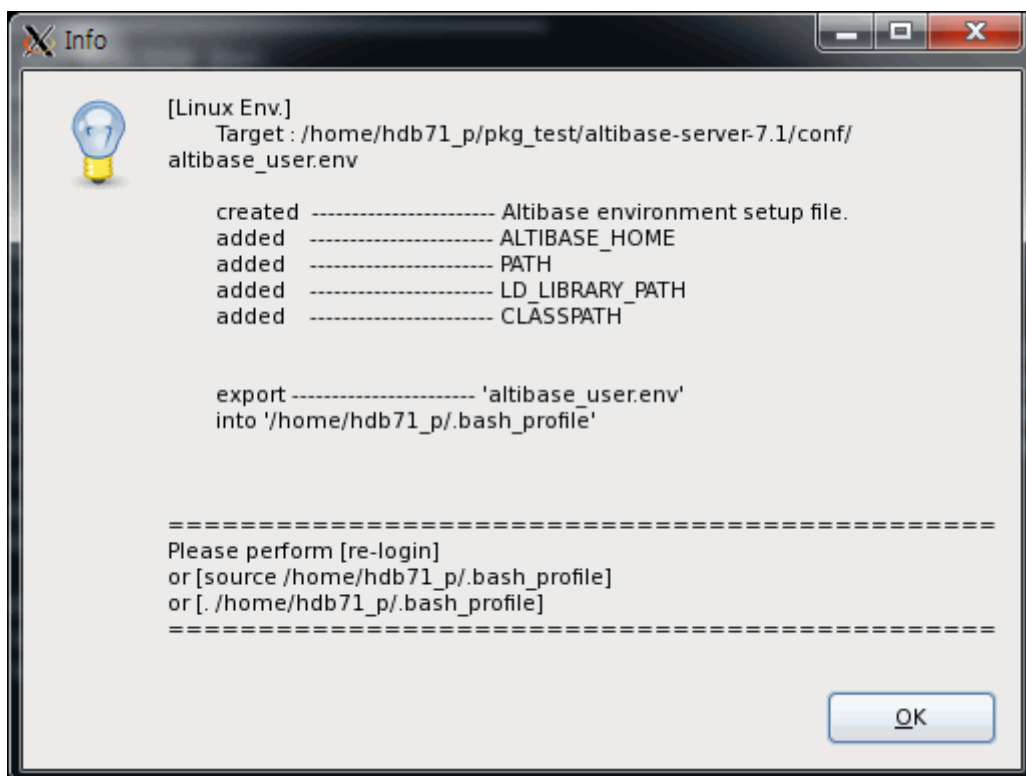 Info
[Linux Env.]
Target : /home/hdb71_p/pkg_test/altibase-server-7.1/conf/
altibase_user.env
created ----------------------- Altibase environment setup file.
added ----------------------- ALTIBASE_HOME
added ----------------------- PATH
added ----------------------- LD_LIBRARY_PATH
added ----------------------- CLASSPATH
export ----------------------- 'altibase_user.env'
into '/home/hdb71_p/.bash_profile'
==============================================
Please perform [re-login]
or [source /home/hdb71_p/.bash_profile]
or [. /home/hdb71_p/.bash_profile]
==============================================
OK